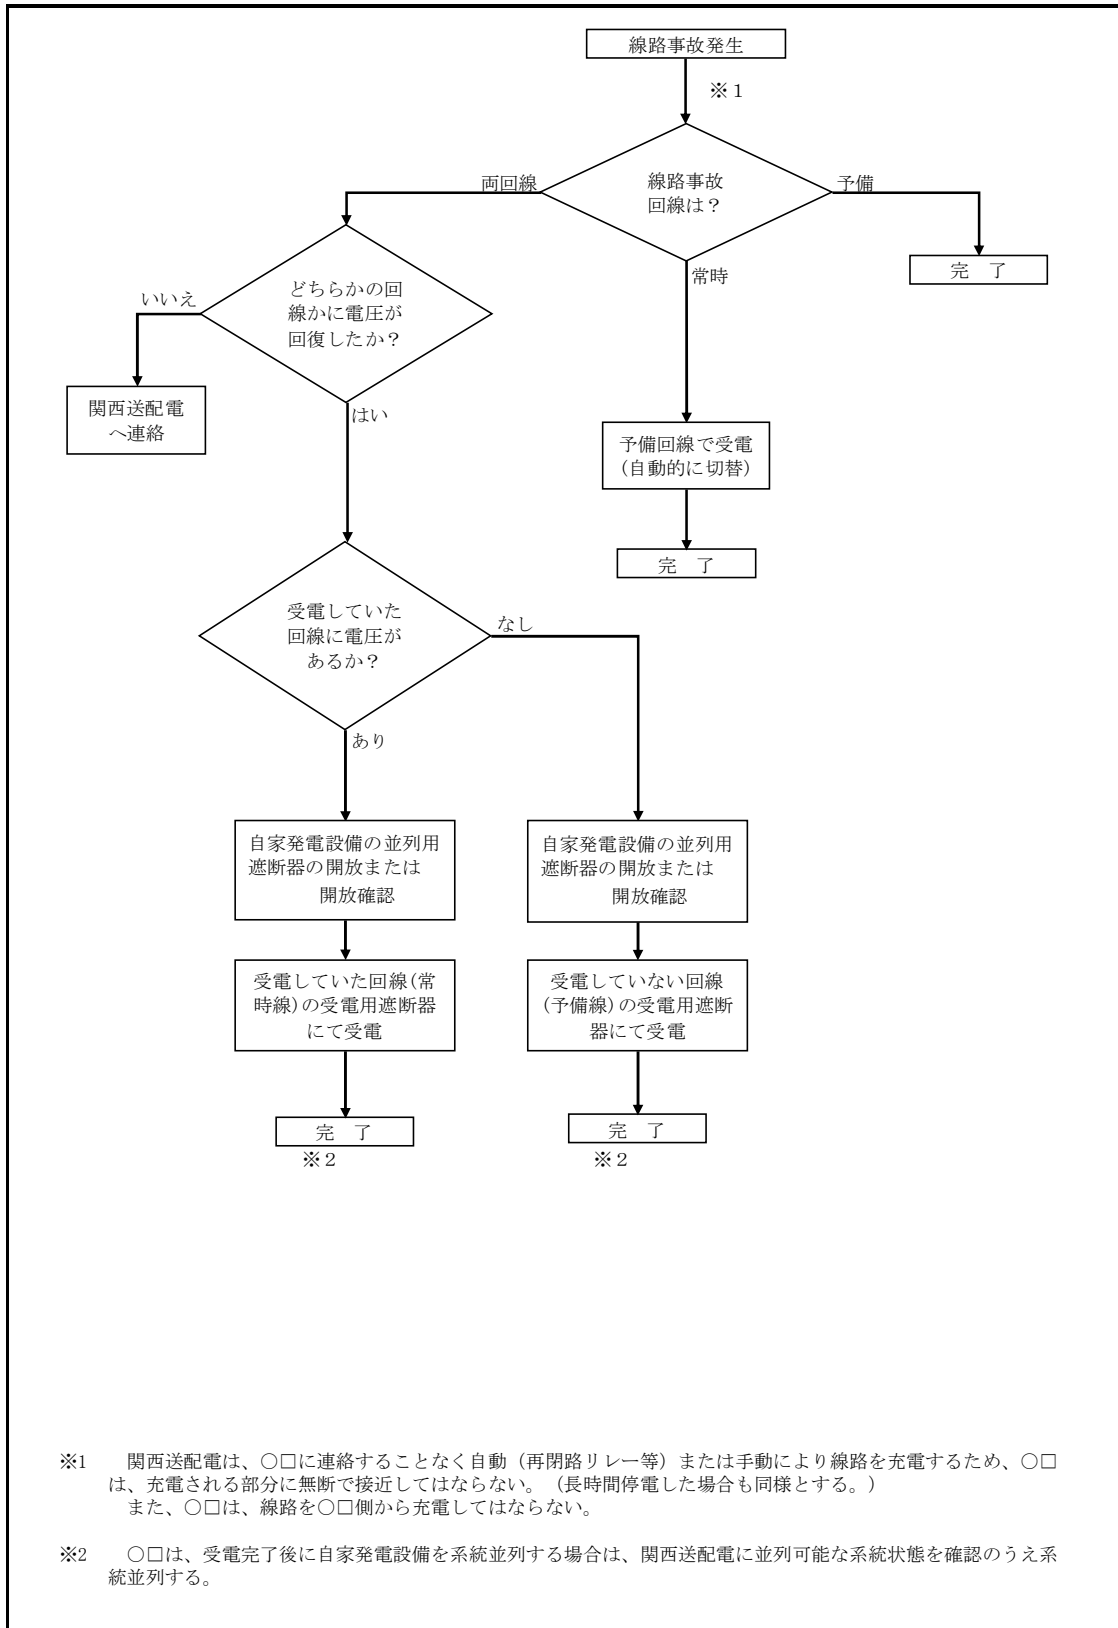 線路事故発生
※１
線路事故
回線は？
両回線
予備
常時
完　了
どちらかの回
線かに電圧が
回復したか？
いいえ
はい
関西送配電
へ連絡
予備回線で受電
(自動的に切替)
完　了
受電していた
回線に電圧が
あるか？
なし
あり
自家発電設備の並列用
遮断器の開放または
開放確認
自家発電設備の並列用
遮断器の開放または
開放確認
受電していた回線(常
時線)の受電用遮断器
にて受電
受電していない回線
(予備線)の受電用遮断
器にて受電
完　了
※２
完　了
※２
※1　関西送配電は、○□に連絡することなく自動（再閉路リレー等）または手動により線路を充電するため、○□
は、充電される部分に無断で接近してはならない。（長時間停電した場合も同様とする。）
また、○□は、線路を○□側から充電してはならない。
※2　○□は、受電完了後に自家発電設備を系統並列する場合は、関西送配電に並列可能な系統状態を確認のうえ系
統並列する。